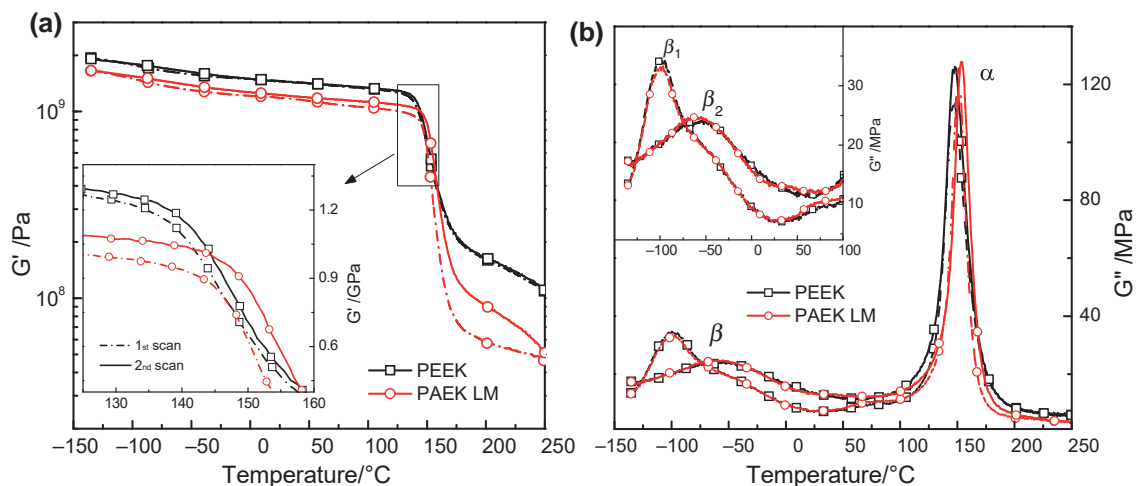 (a)
10⁹
10⁸
G'/Pa
−150 −100 −50 0 50 100 150 200 250
Temperature/°C
1.2
0.9
0.6
G'/GPa
130 140 150 160
1st scan
2nd scan
PEEK
PAEK LM
(b)
β1
β2
α
β
30
20
10
G''/MPa
−100 −50 0 50 100
PEEK
PAEK LM
120
80
40
G''/MPa
−150 −100 −50 0 50 100 150 200 250
Temperature/°C